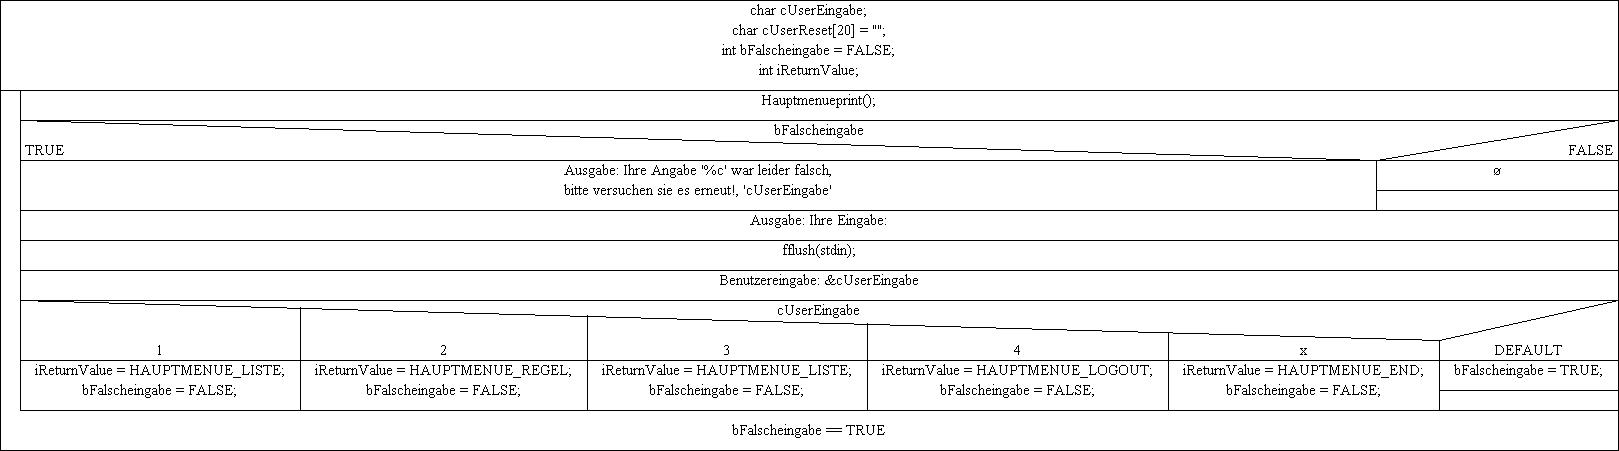 char cUserEingabe;
char cUserReset[20] = "";
int bFalscheingabe = FALSE;
int iReturnValue;
Hauptmenueprint();
bFalscheingabe
TRUE
FALSE
Ausgabe: Ihre Angabe '%c' war leider falsch,
bitte versuchen sie es erneut!, 'cUserEingabe'
ø
Ausgabe: Ihre Eingabe:
fflush(stdin);
Benutzereingabe: &cUserEingabe
cUserEingabe
1
2
3
4
x
DEFAULT
iReturnValue = HAUPTMENUE_LISTE;
bFalscheingabe = FALSE;
iReturnValue = HAUPTMENUE_REGEL;
bFalscheingabe = FALSE;
iReturnValue = HAUPTMENUE_LISTE;
bFalscheingabe = FALSE;
iReturnValue = HAUPTMENUE_LOGOUT;
bFalscheingabe = FALSE;
iReturnValue = HAUPTMENUE_END;
bFalscheingabe = FALSE;
bFalscheingabe = TRUE;
bFalscheingabe == TRUE